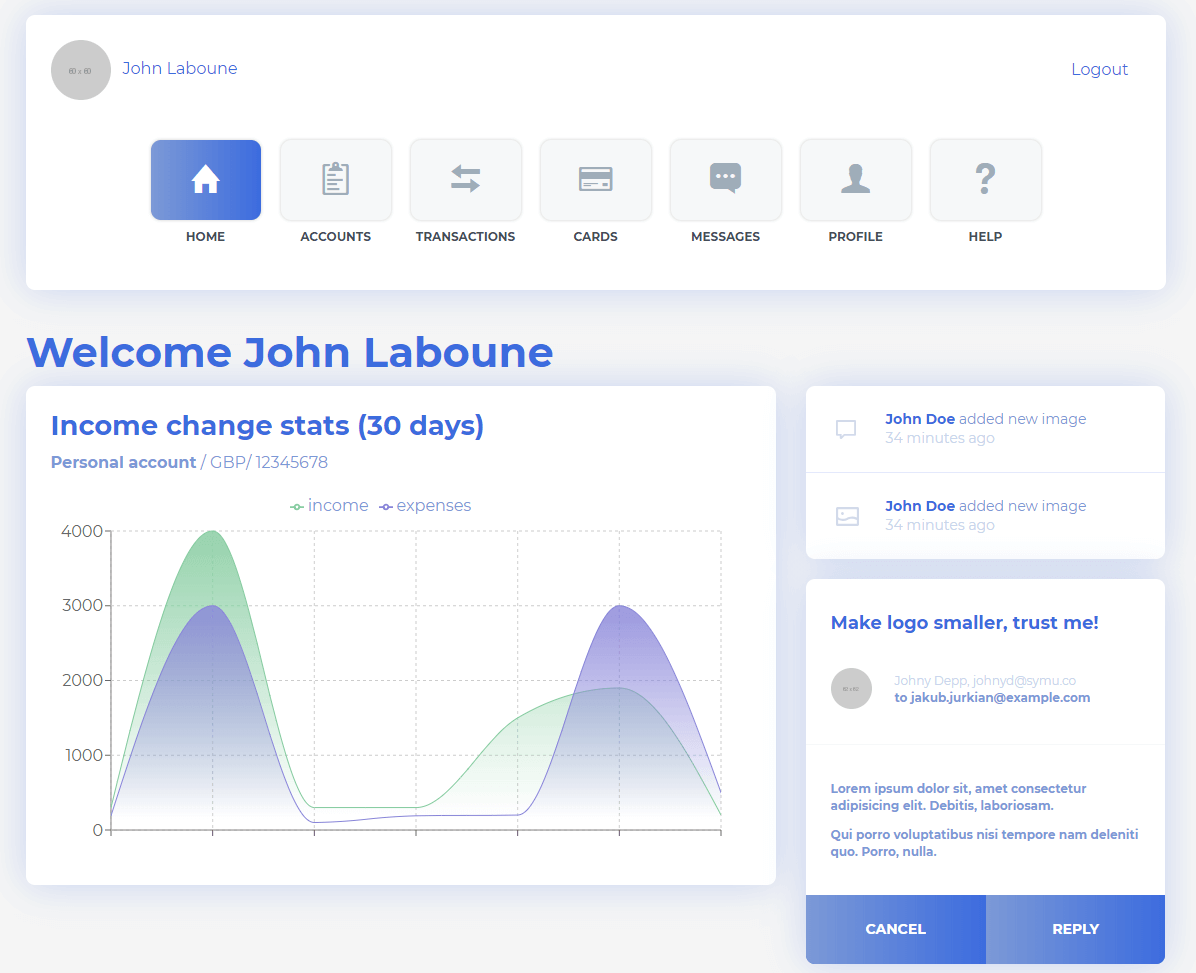 60 x 60
John Laboune
Logout
HOME
ACCOUNTS
TRANSACTIONS
CARDS
MESSAGES
PROFILE
HELP
Welcome John Laboune
Income change stats (30 days)
Personal account / GBP/ 12345678
income
expenses
4000
3000
2000
1000
0
John Doe added new image
34 minutes ago
John Doe added new image
34 minutes ago
Make logo smaller, trust me!
Johny Depp, johnyd@symu.co
to jakub.jurkian@example.com
Lorem ipsum dolor sit, amet consectetur
adipisicing elit. Debitis, laboriosam.
Qui porro voluptatibus nisi tempore nam deleniti
quo. Porro, nulla.
CANCEL
REPLY